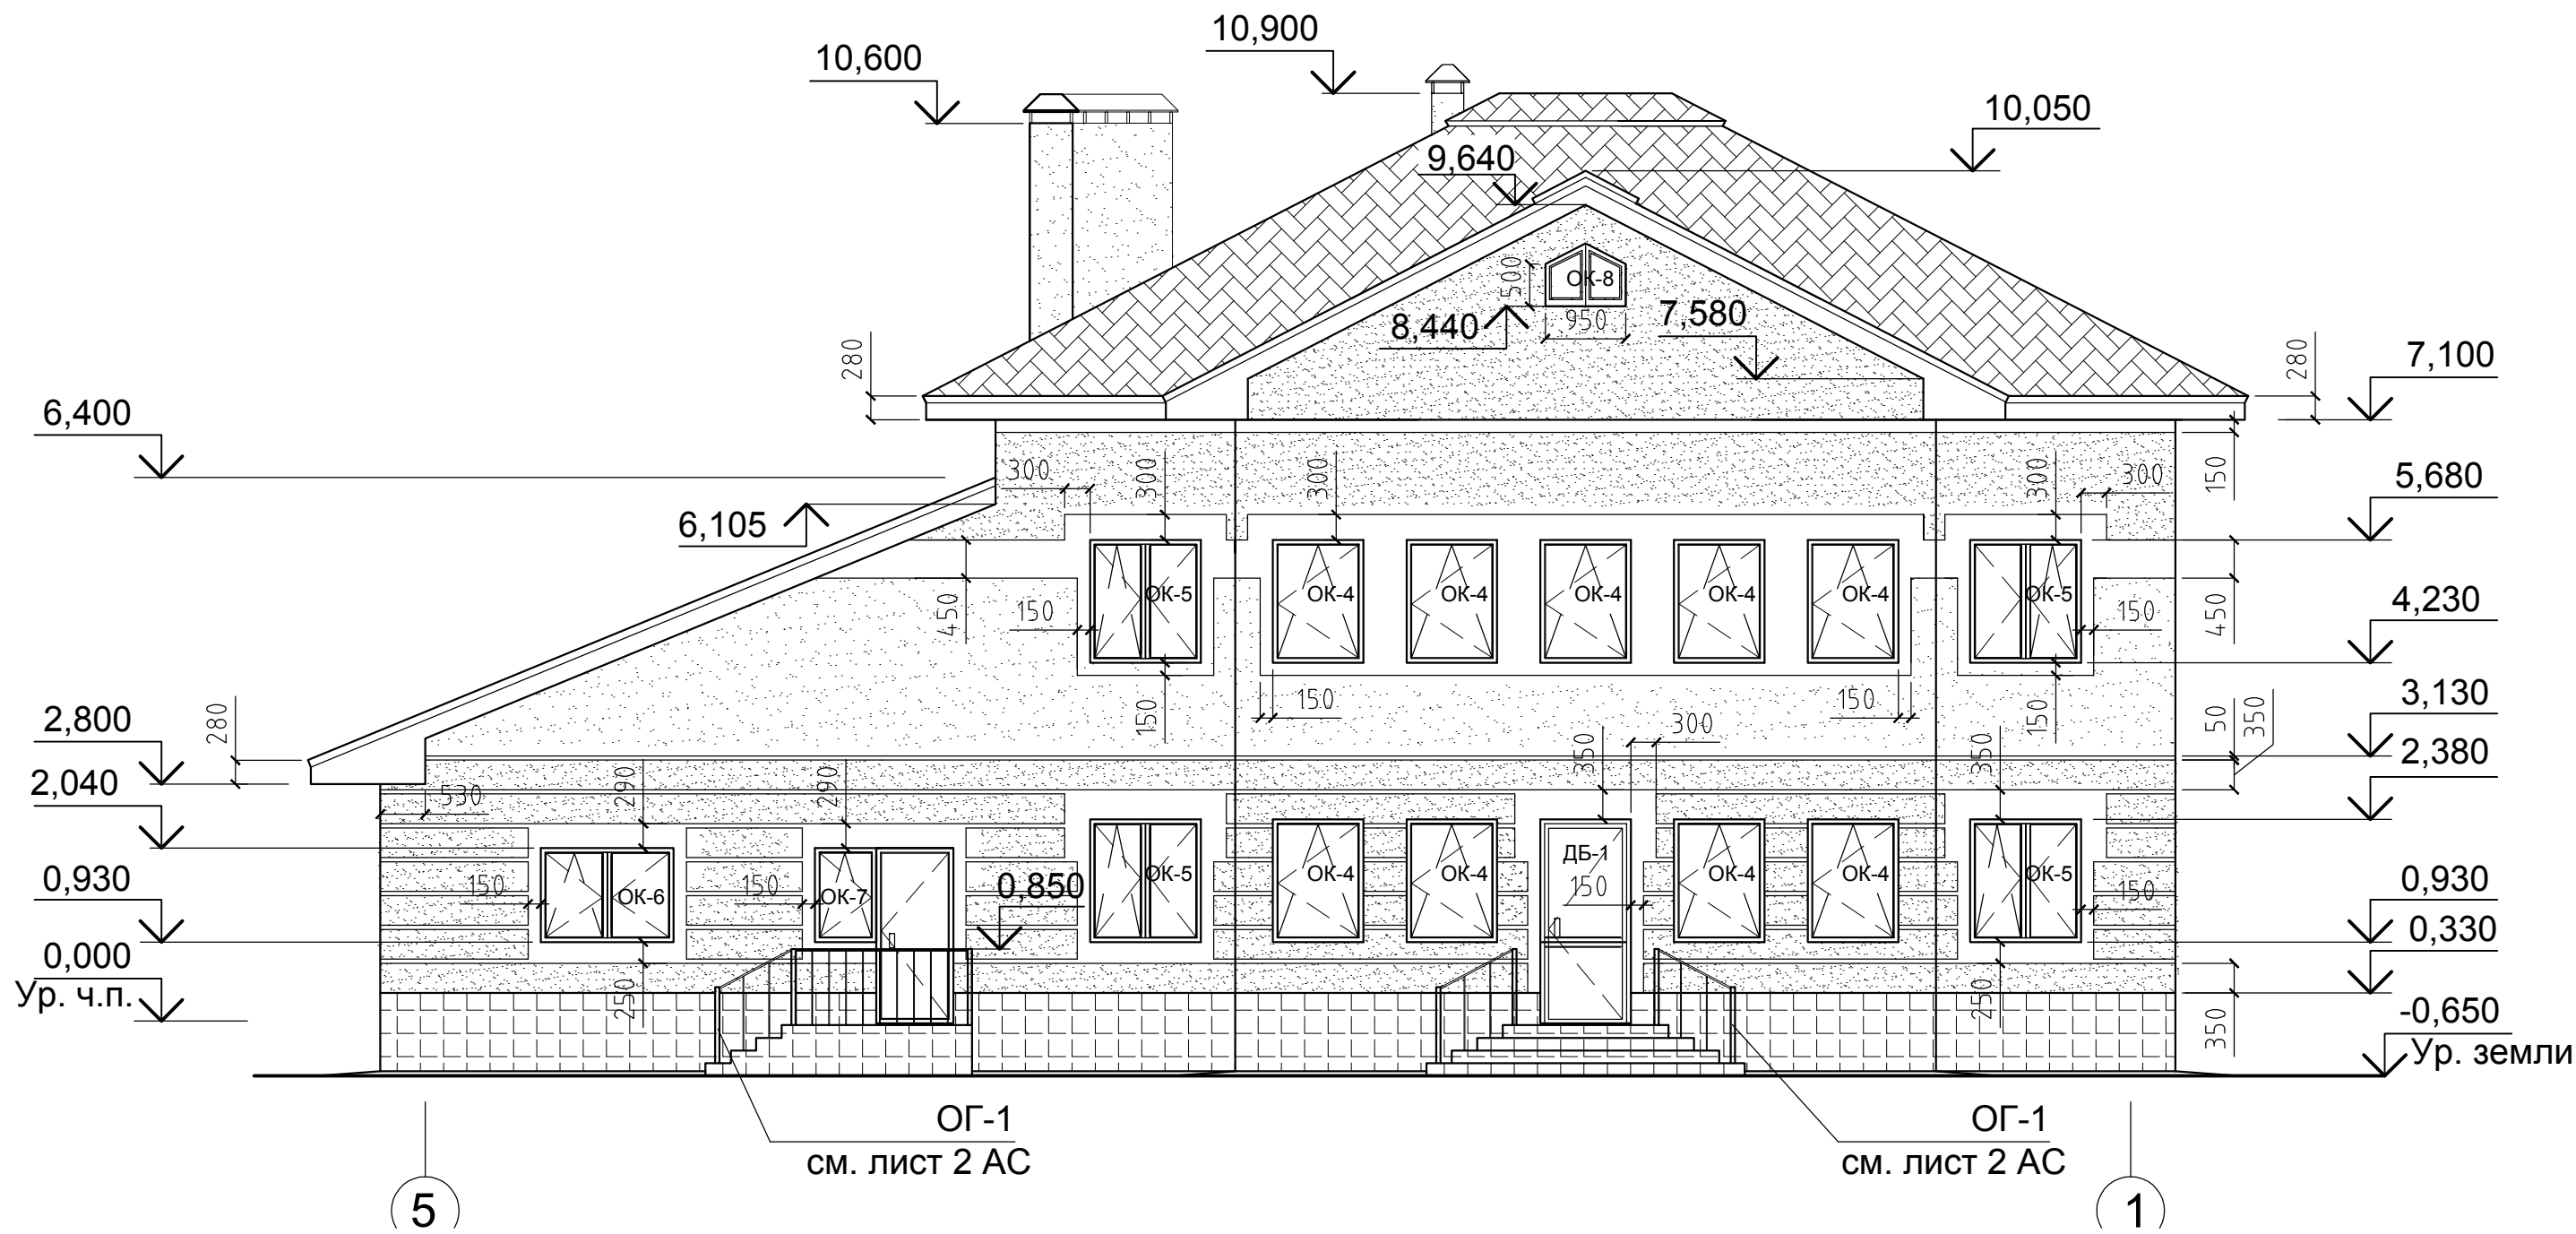 10,900
10,600
10,050
9,640
ОК-8
500
8,440
950
7,580
280
280
7,100
6,400
300
300
300
300
300
150
5,680
6,105
ОК-5
ОК-4
ОК-4
ОК-4
ОК-4
ОК-4
ОК-5
450
150
150
450
4,230
150
150
150
150
2,800
280
300
50
350
3,130
2,040
530
290
290
350
350
2,380
ДБ-1
0,930
150
ОК-6
150
ОК-7
0,850
ОК-5
ОК-4
ОК-4
150
ОК-4
ОК-4
ОК-5
150
0,930
0,000
Ур. ч.п.
250
250
0,330
350
-0,650
Ур. земли
ОГ-1
см. лист 2 АС
ОГ-1
см. лист 2 АС
5
1